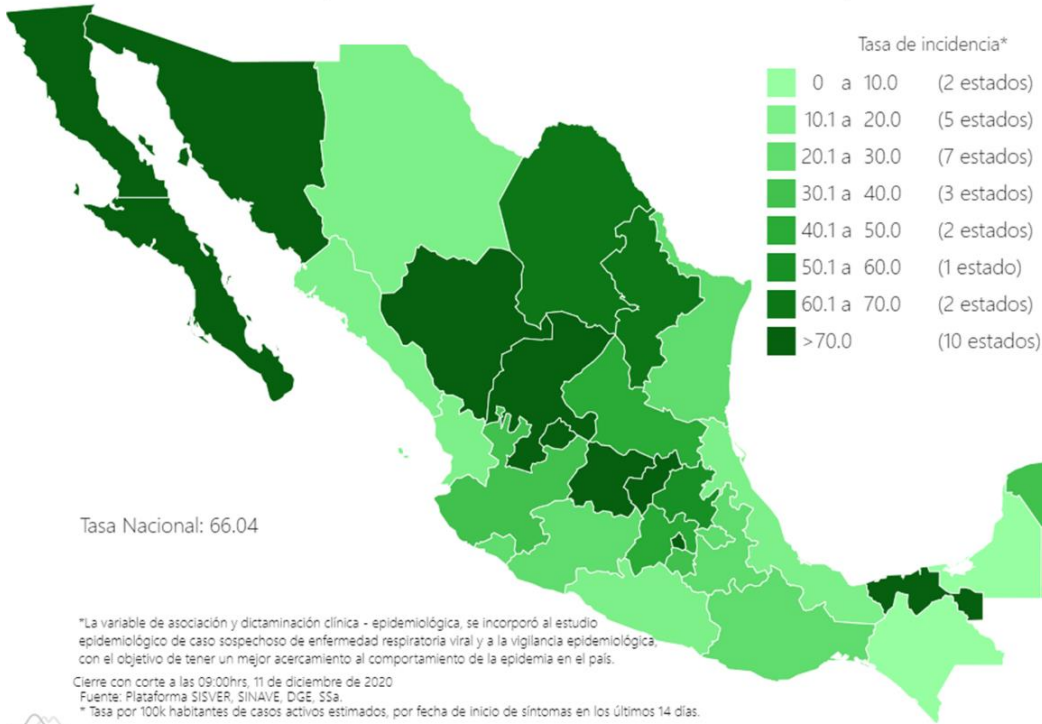 Tasa de incidencia*
0 a 10.0 (2 estados)
10.1 a 20.0 (5 estados)
20.1 a 30.0 (7 estados)
30.1 a 40.0 (3 estados)
40.1 a 50.0 (2 estados)
50.1 a 60.0 (1 estado)
60.1 a 70.0 (2 estados)
>70.0 (10 estados)
Tasa Nacional: 66.04
*La variable de asociación y dictaminación clínica - epidemiológica, se incorporó al estudio
epidemiológico de caso sospechoso de enfermedad respiratoria viral y a la vigilancia epidemiológica,
con el objetivo de tener un mejor acercamiento al comportamiento de la epidemia en el país.
Cierre con corte a las 09:00hrs, 11 de diciembre de 2020
Fuente: Plataforma SISVER, SINAVE, DGE, SSa.
* Tasa por 100k habitantes de casos activos estimados, por fecha de inicio de síntomas en los últimos 14 días.